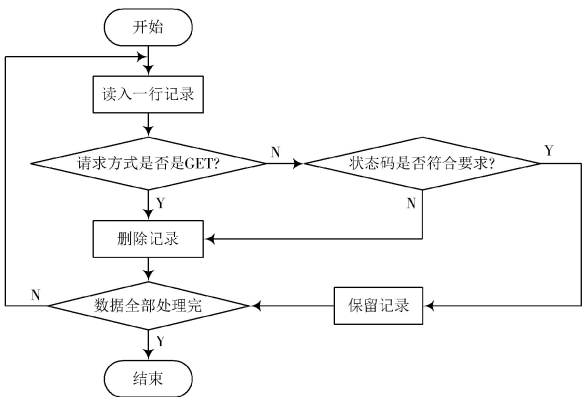 开始
读入一行记录
请求方式是否是GET?
N
状态码是否符合要求?
Y
Y
N
删除记录
N
数据全部处理完
保留记录
Y
结束